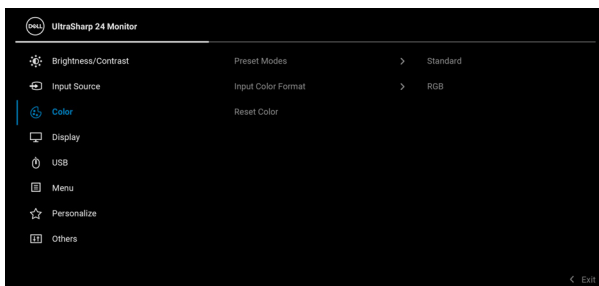 DELL UltraSharp 24 Monitor
Brightness/Contrast Preset Modes > Standard
Input Source Input Color Format > RGB
Color Reset Color
Display
USB
Menu
Personalize
Others
< Exit